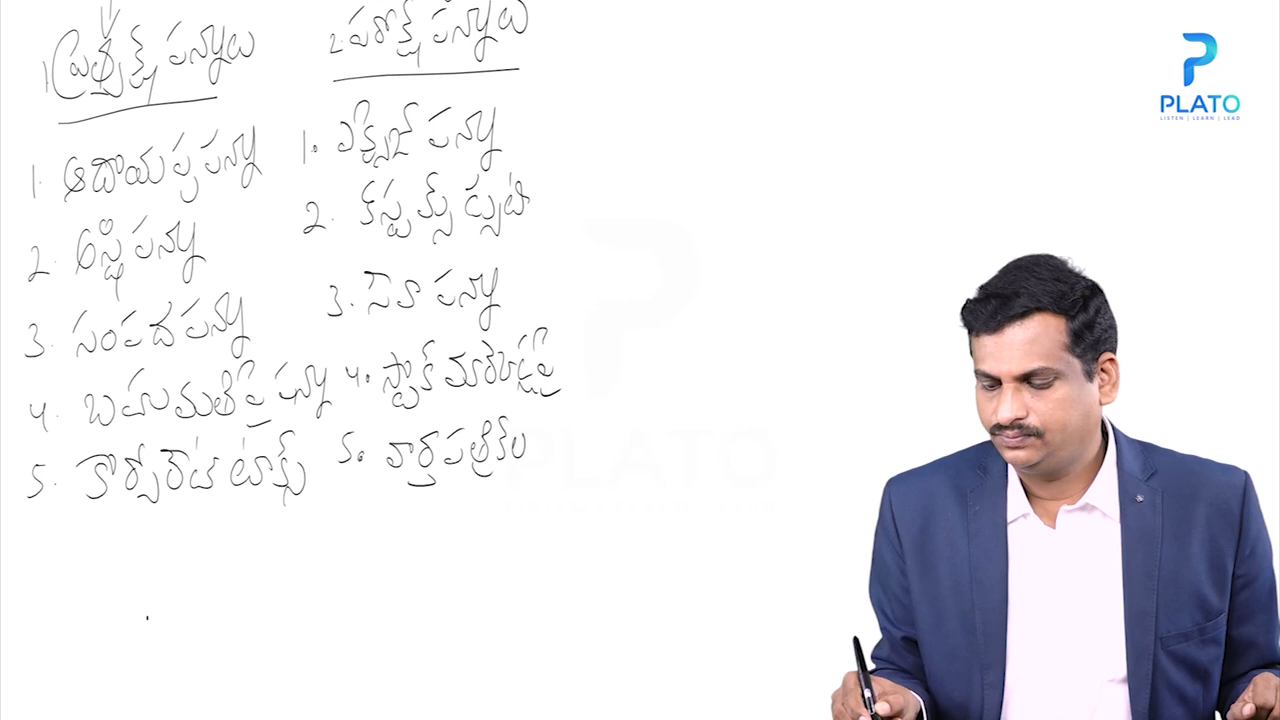 1 ప్రత్యక్ష పన్నులు
1. ఆదాయపు పన్ను
2. ఆస్తి పన్ను
3. సంపద పన్ను
4. బహుమతిపై పన్ను
5. కార్పోరేట్ టాక్స్
2. పరోక్ష పన్నులు
1. ఎక్సైజ్ పన్ను
2. కస్టమ్స్ డ్యుటి
3. సేవా పన్ను
4. స్టాక్ మార్కెట్లపై
5. వార్తపత్రికల
PLATO
LISTEN | LEARN | LEAD
PLATO